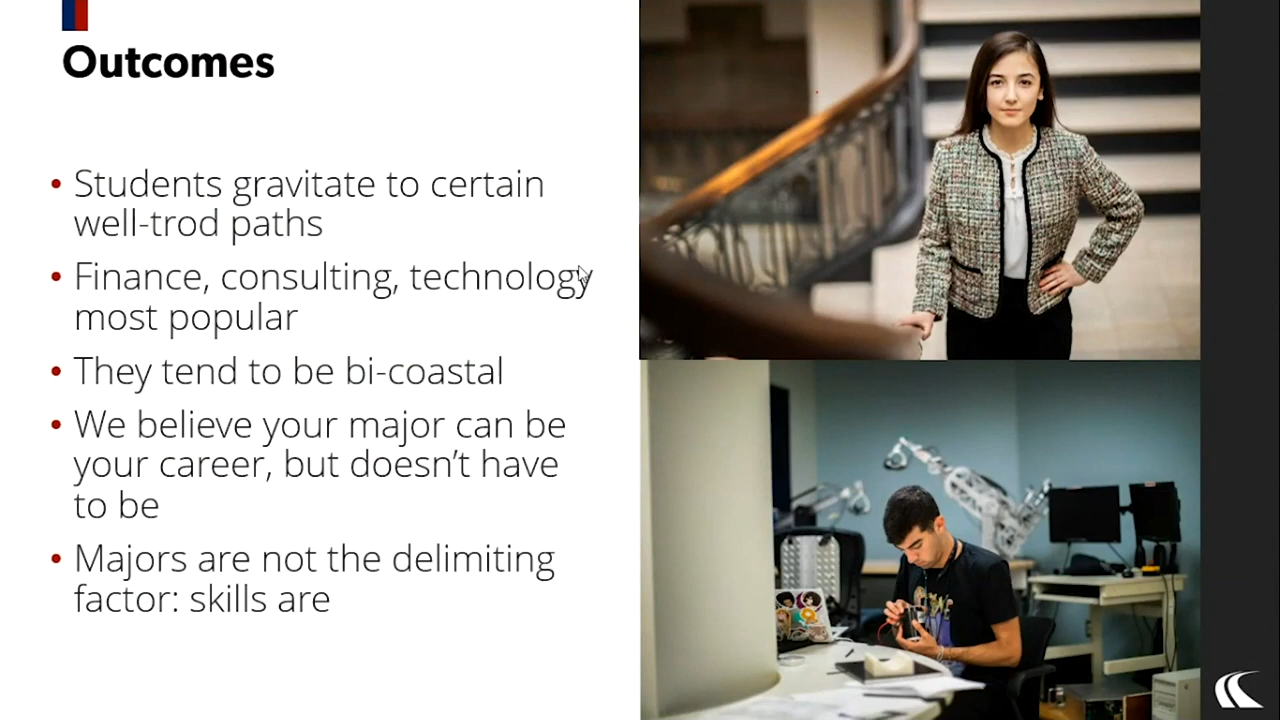 Outcomes
• Students gravitate to certain
well-trod paths
• Finance, consulting, technology
most popular
• They tend to be bi-coastal
• We believe your major can be
your career, but doesn’t have
to be
• Majors are not the delimiting
factor: skills are